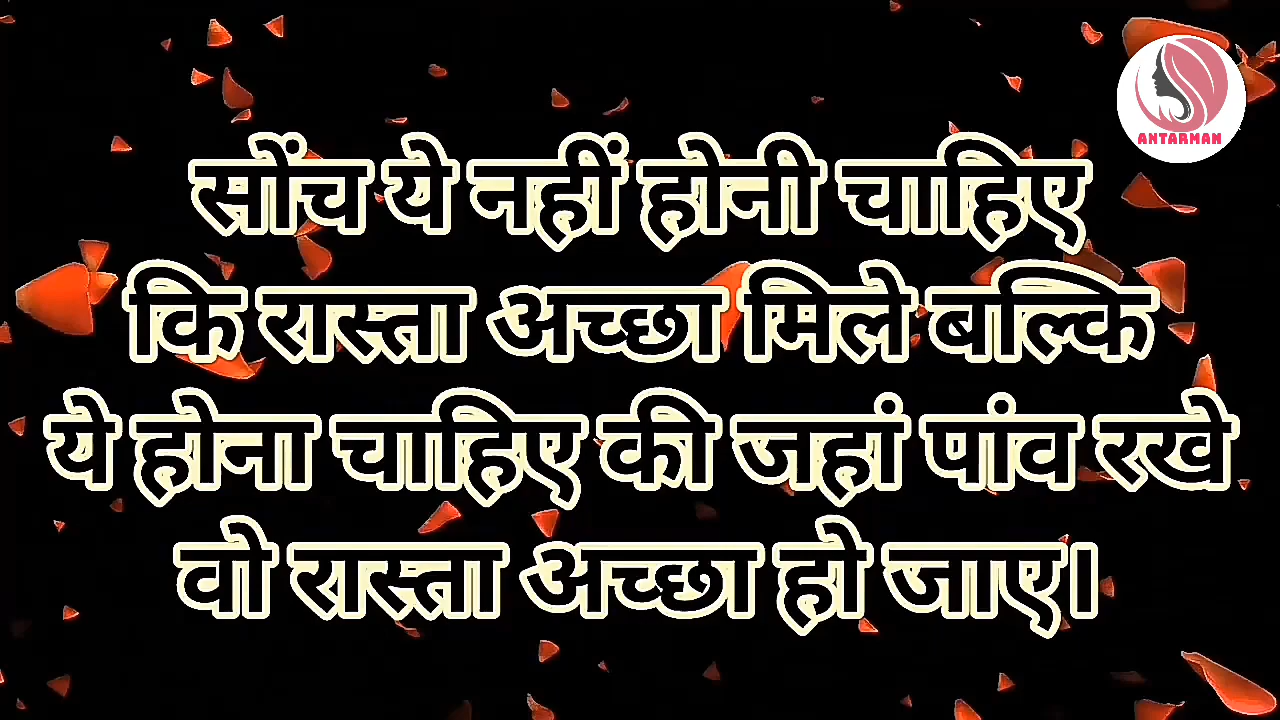 ANTARMAN
सोंच ये नहीं होनी चाहिए
कि रास्ता अच्छा मिले बल्कि
ये होना चाहिए की जहां पांव रखे
वो रास्ता अच्छा हो जाए।